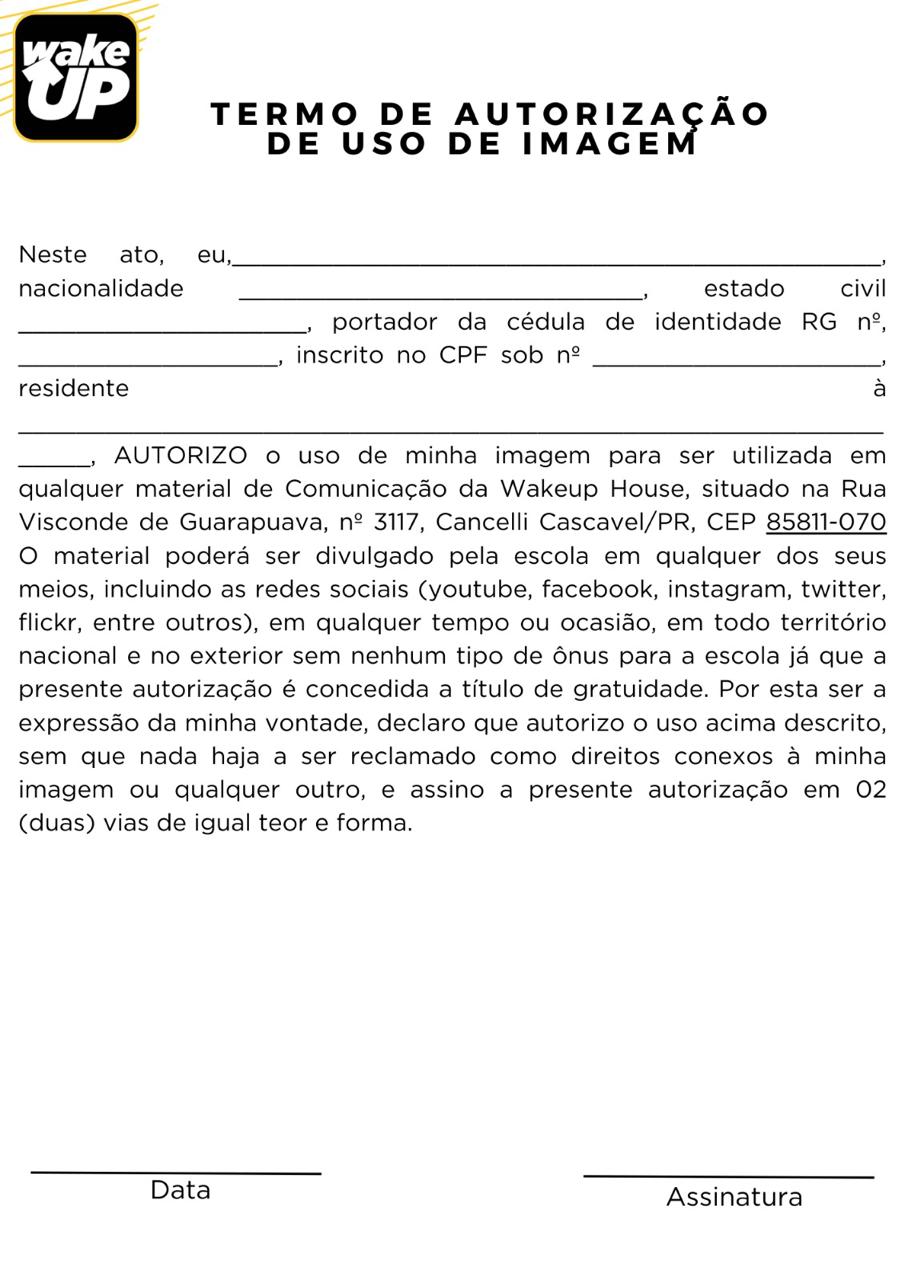 wake
UP
TERMO DE AUTORIZAÇÃO
DE USO DE IMAGEM
Neste ato, eu,_____________________________________________,
nacionalidade ____________________________, estado civil
____________________, portador da cédula de identidade RG nº,
__________________, inscrito no CPF sob nº ____________________,
residente à
____________________________________________________________
_____, AUTORIZO o uso de minha imagem para ser utilizada em
qualquer material de Comunicação da Wakeup House, situado na Rua
Visconde de Guarapuava, nº 3117, Cancelli Cascavel/PR, CEP 85811-070
O material poderá ser divulgado pela escola em qualquer dos seus
meios, incluindo as redes sociais (youtube, facebook, instagram, twitter,
flickr, entre outros), em qualquer tempo ou ocasião, em todo território
nacional e no exterior sem nenhum tipo de ônus para a escola já que a
presente autorização é concedida a título de gratuidade. Por esta ser a
expressão da minha vontade, declaro que autorizo o uso acima descrito,
sem que nada haja a ser reclamado como direitos conexos à minha
imagem ou qualquer outro, e assino a presente autorização em 02
(duas) vias de igual teor e forma.
Data
Assinatura